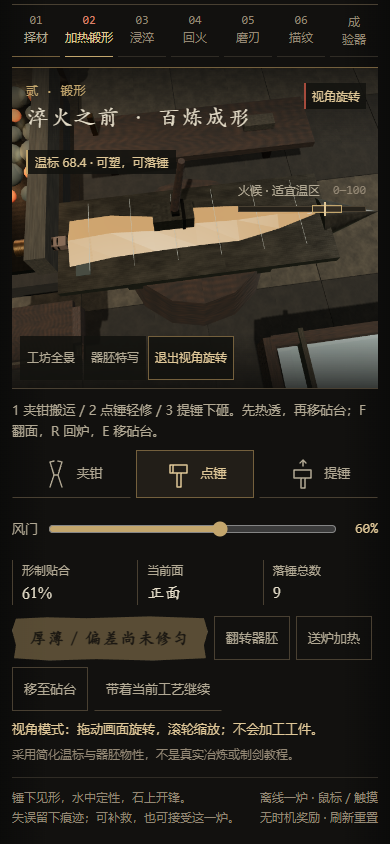 01 02 03 04 05 06 成
择材 加热锻形 浸淬 回火 磨刃 描纹 验器
贰 · 锻形
淬火之前 · 百炼成形
视角旋转
温标 68.4 · 可塑，可落锤
火候 · 适宜温区 0—100
工坊全景 器胚特写 退出视角旋转
1 夹钳搬运 / 2 点锤轻修 / 3 提锤下砸。先热透，再移砧台；F
翻面，R 回炉，E 移砧台。
夹钳 点锤 提锤
风门 60%
形制贴合 当前面 落锤总数
61% 正面 9
厚薄 / 偏差尚未修匀 翻转器胚 送炉加热
移至砧台 带着当前工艺继续
视角模式：拖动画面旋转，滚轮缩放；不会加工工件。
采用简化温标与器胚物性，不是真实冶炼或制剑教程。
锤下见形，水中定性，石上开锋。 离线一炉 · 鼠标 / 触摸
失误留下痕迹；可补救，也可接受这一炉。 无时机奖励 · 刷新重置